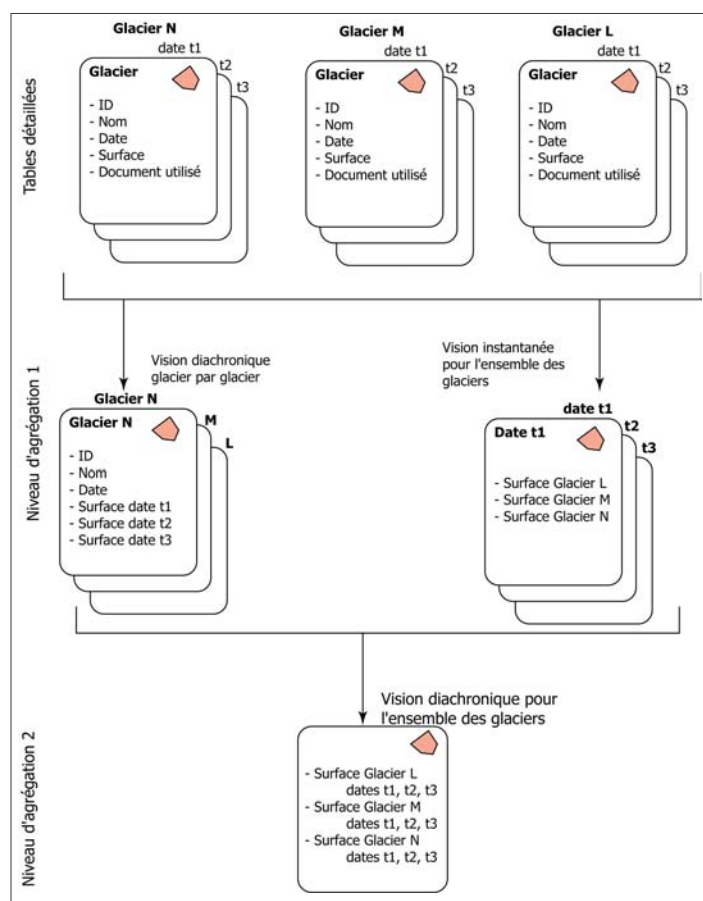 Tables détaillées
Glacier N
date t1
t2
t3
Glacier
- ID
- Nom
- Date
- Surface
- Document utilisé
Glacier M
date t1
t2
t3
Glacier
- ID
- Nom
- Date
- Surface
- Document utilisé
Glacier L
date t1
t2
t3
Glacier
- ID
- Nom
- Date
- Surface
- Document utilisé
Niveau d'agrégation 1
Vision diachronique
glacier par glacier
Glacier N
M
L
Glacier N
- ID
- Nom
- Date
- Surface date t1
- Surface date t2
- Surface date t3
Vision instantanée
pour l'ensemble des
glaciers
date t1
t2
t3
Date t1
- Surface Glacier L
- Surface Glacier M
- Surface Glacier N
Niveau d'agrégation 2
Vision diachronique pour
l'ensemble des glaciers
- Surface Glacier L
dates t1, t2, t3
- Surface Glacier M
dates t1, t2, t3
- Surface Glacier N
dates t1, t2, t3